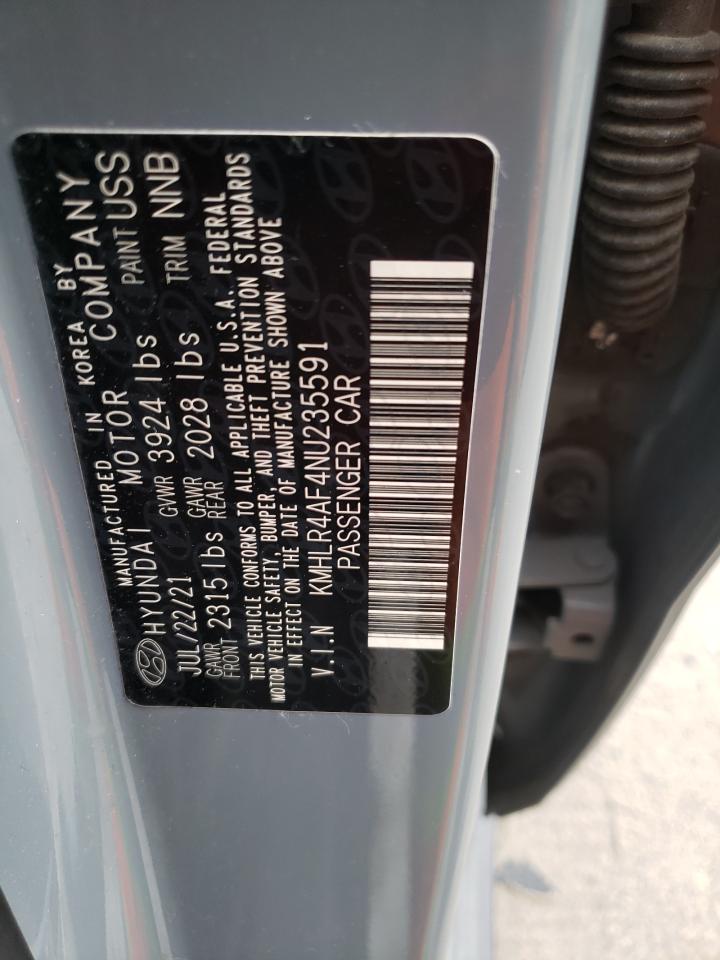 MANUFACTURED IN KOREA BY
HYUNDAI MOTOR COMPANY
JUL/22/21 GVWR 3924 lbs PAINT USS
GAWR FRONT 2315 lbs GAWR REAR 2028 lbs TRIM NNB
THIS VEHICLE CONFORMS TO ALL APPLICABLE U.S.A. FEDERAL
MOTOR VEHICLE SAFETY, BUMPER, AND THEFT PREVENTION STANDARDS
IN EFFECT ON THE DATE OF MANUFACTURE SHOWN ABOVE
V.I.N KMHLR4AF4NU235591
PASSENGER CAR